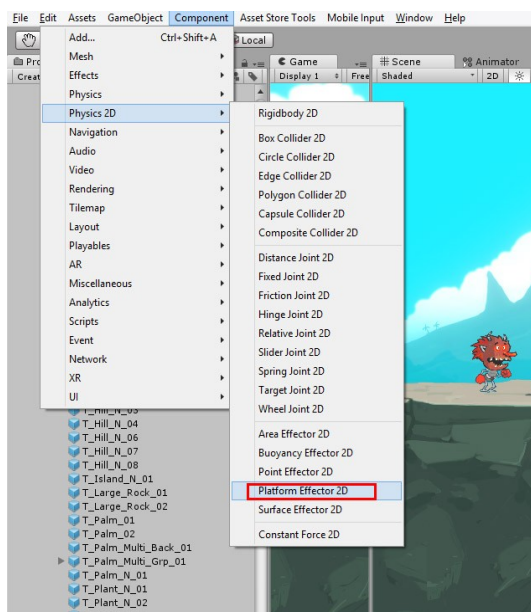 File Edit Assets GameObject Component Asset Store Tools Mobile Input Window Help
Local
Game Scene Animator
Display 1 Free Shaded 2D
Add... Ctrl+Shift+A
Mesh
Effects
Physics
Physics 2D
Navigation
Audio
Video
Rendering
Tilemap
Layout
Playables
AR
Miscellaneous
Analytics
Scripts
Event
Network
XR
UI
Rigidbody 2D
Box Collider 2D
Circle Collider 2D
Edge Collider 2D
Polygon Collider 2D
Capsule Collider 2D
Composite Collider 2D
Distance Joint 2D
Fixed Joint 2D
Friction Joint 2D
Hinge Joint 2D
Relative Joint 2D
Slider Joint 2D
Spring Joint 2D
Target Joint 2D
Wheel Joint 2D
Area Effector 2D
Buoyancy Effector 2D
Point Effector 2D
Platform Effector 2D
Surface Effector 2D
Constant Force 2D
T_Hill_N_04
T_Hill_N_06
T_Hill_N_07
T_Hill_N_08
T_Island_N_01
T_Large_Rock_01
T_Large_Rock_02
T_Palm_01
T_Palm_02
T_Palm_Multi_Back_01
T_Palm_Multi_Grp_01
T_Palm_N_01
T_Plant_N_01
T_Plant_N_02